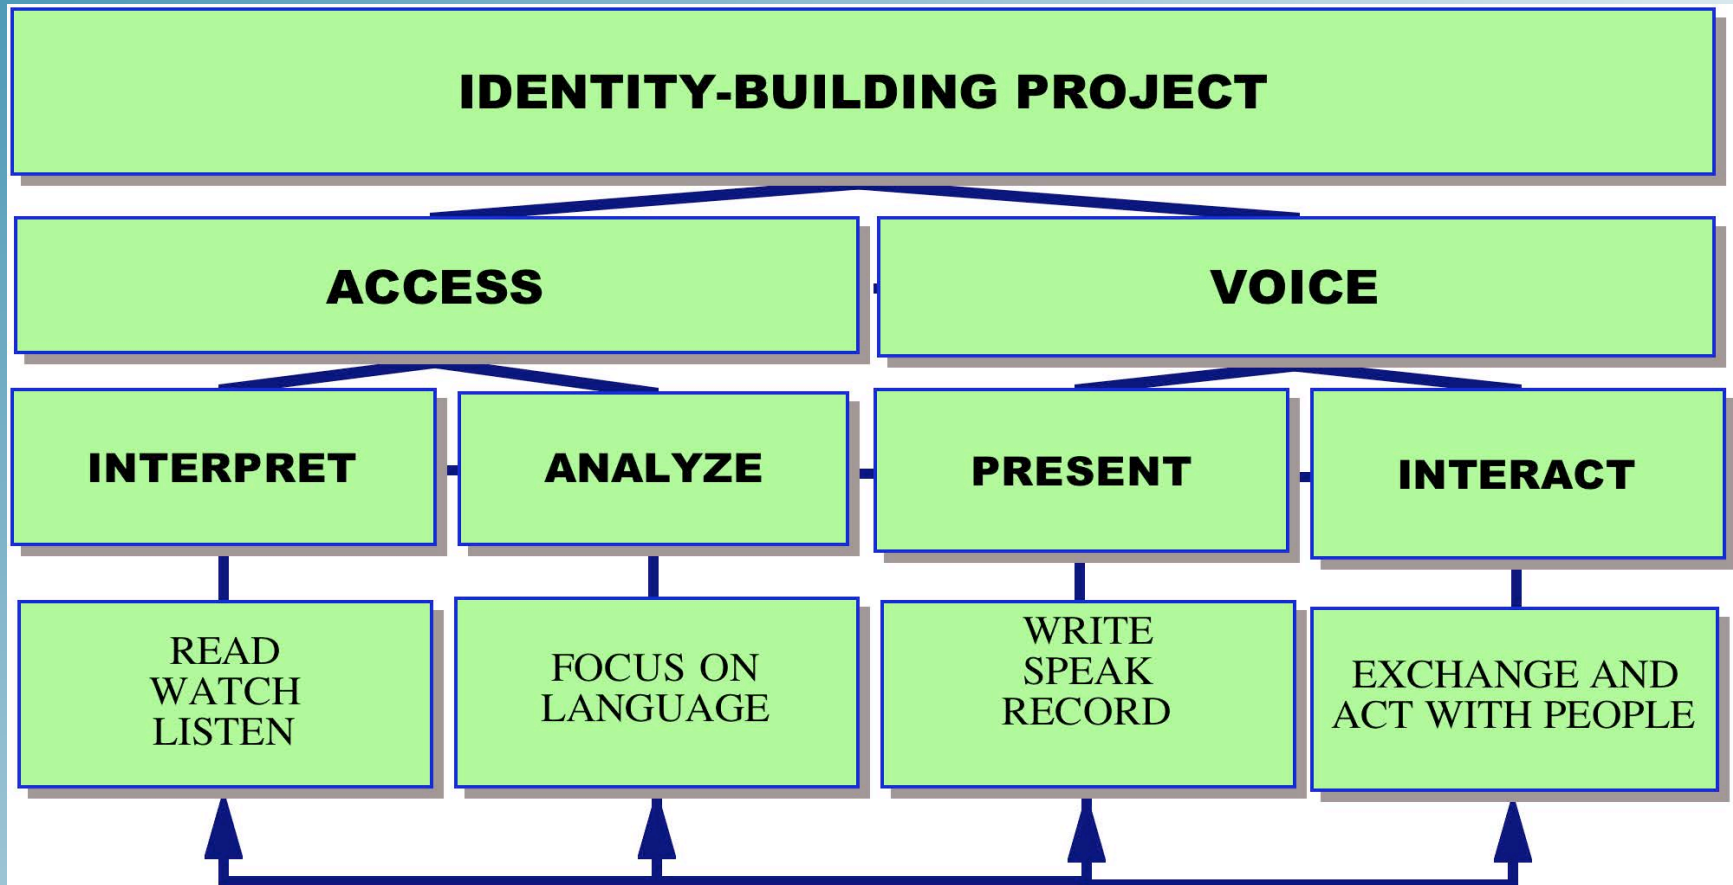 IDENTITY-BUILDING PROJECT
ACCESS
VOICE
INTERPRET
ANALYZE
PRESENT
INTERACT
READ
WATCH
LISTEN
FOCUS ON
LANGUAGE
WRITE
SPEAK
RECORD
EXCHANGE AND
ACT WITH PEOPLE